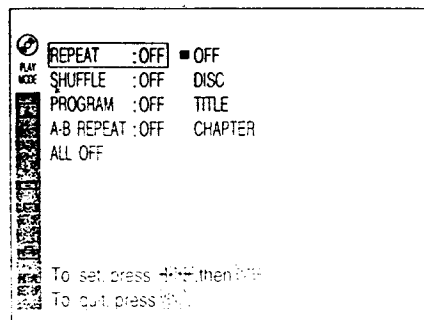 PLAY
MODE
REPEAT :OFF ■ OFF
SHUFFLE :OFF DISC
PROGRAM :OFF TITLE
A-B REPEAT :OFF CHAPTER
ALL OFF
To set, press then
To quit, press